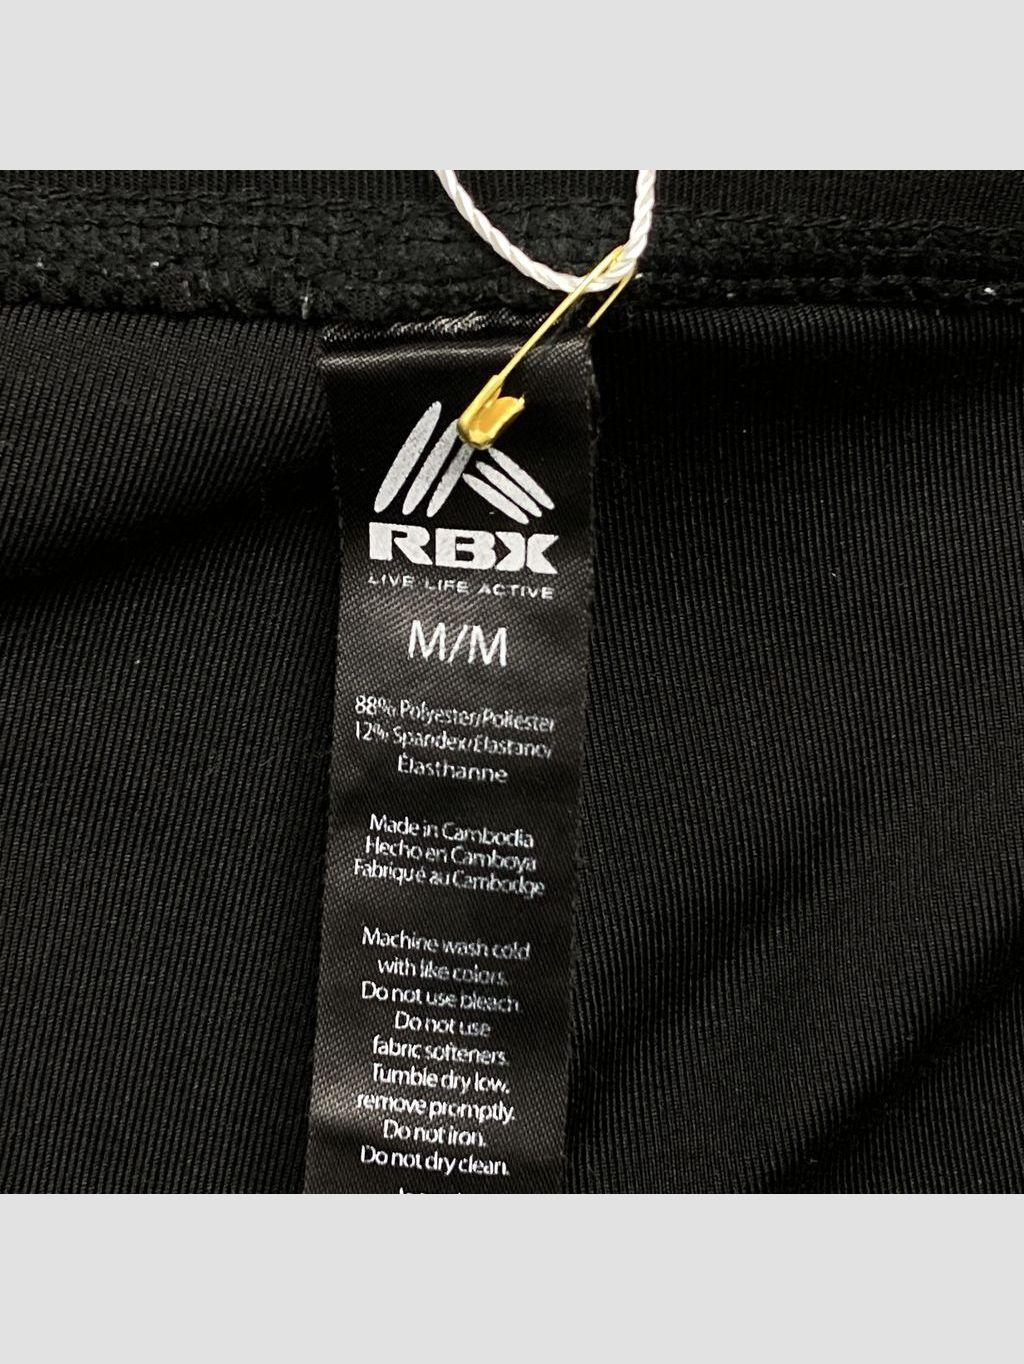 RBX
LIVE LIFE ACTIVE
M/M
88% Polyester/Poliéster
12% Spandex/Elastano/
Élasthanne
Made in Cambodia
Hecho en Camboya
Fabriqué au Cambodge
Machine wash cold
with like colors.
Do not use bleach.
Do not use
fabric softeners.
Tumble dry low,
remove promptly.
Do not iron.
Do not dry clean.